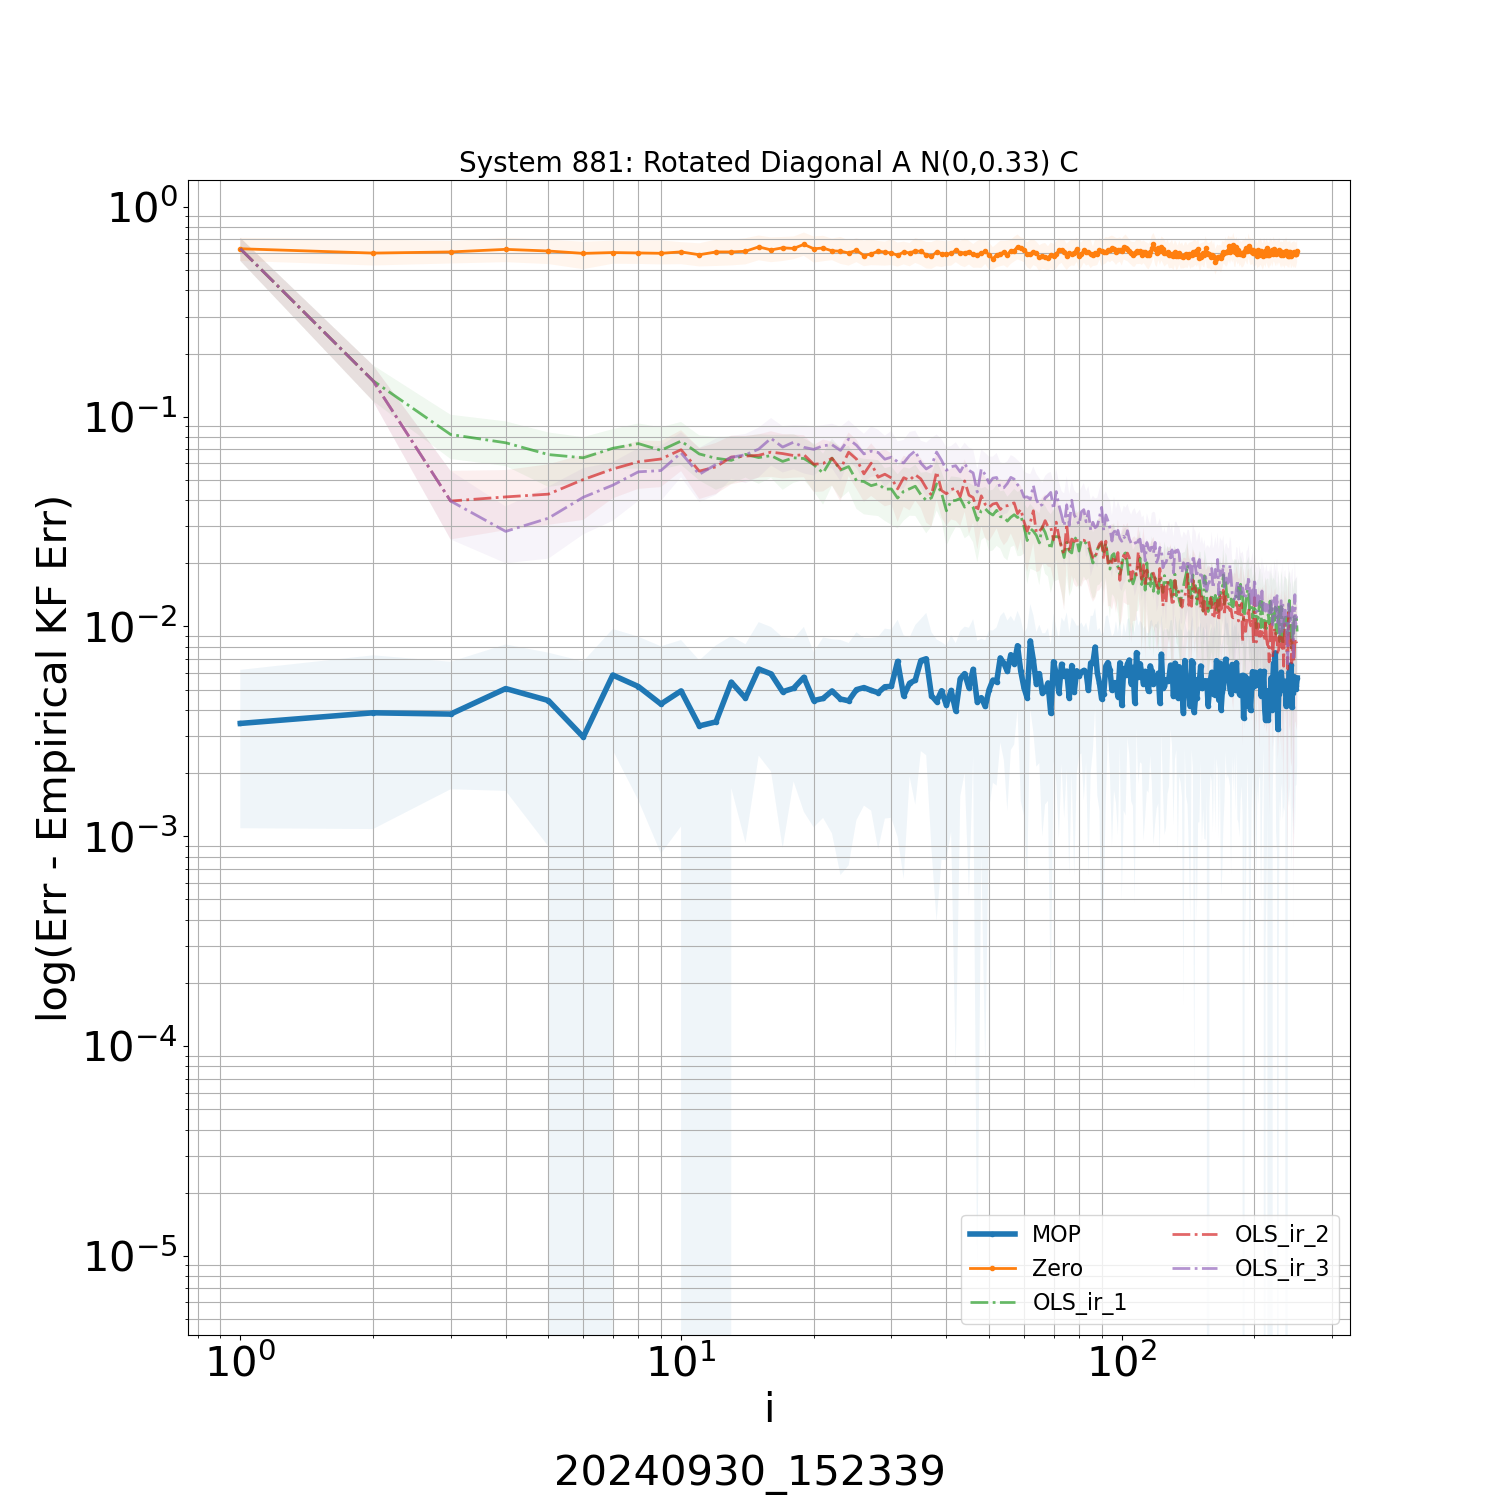 System 881: Rotated Diagonal A N(0,0.33) C
log(Err - Empirical KF Err)
10⁰
10⁻¹
10⁻²
10⁻³
10⁻⁴
10⁻⁵
MOP
Zero
OLS_ir_1
OLS_ir_2
OLS_ir_3
10⁰ 10¹ 10²
i
20240930_152339